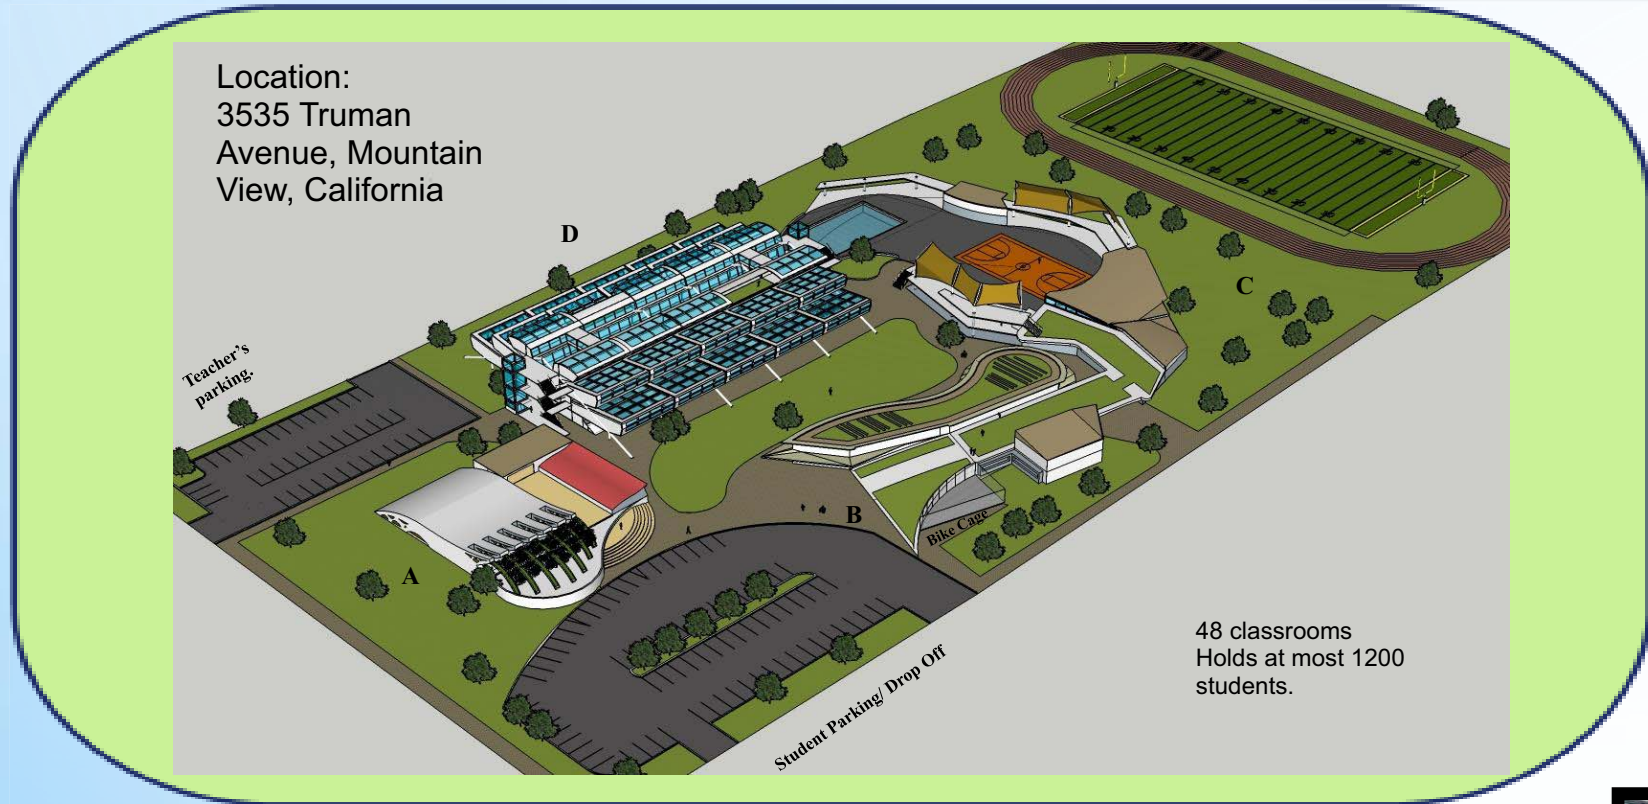 Location:
3535 Truman
Avenue, Mountain
View, California
D
C
Teacher's
parking.
B
Bike Cage
A
48 classrooms
Holds at most 1200
students.
Student Parking/ Drop Off